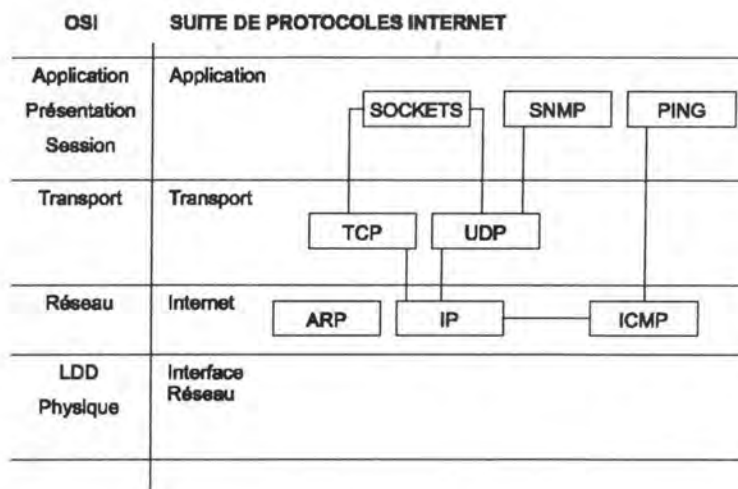 OSI SUITE DE PROTOCOLES INTERNET
Application Application
Présentation SOCKETS SNMP PING
Session
Transport Transport
TCP UDP
Réseau Internet
ARP IP ICMP
LDD Interface
Physique Réseau